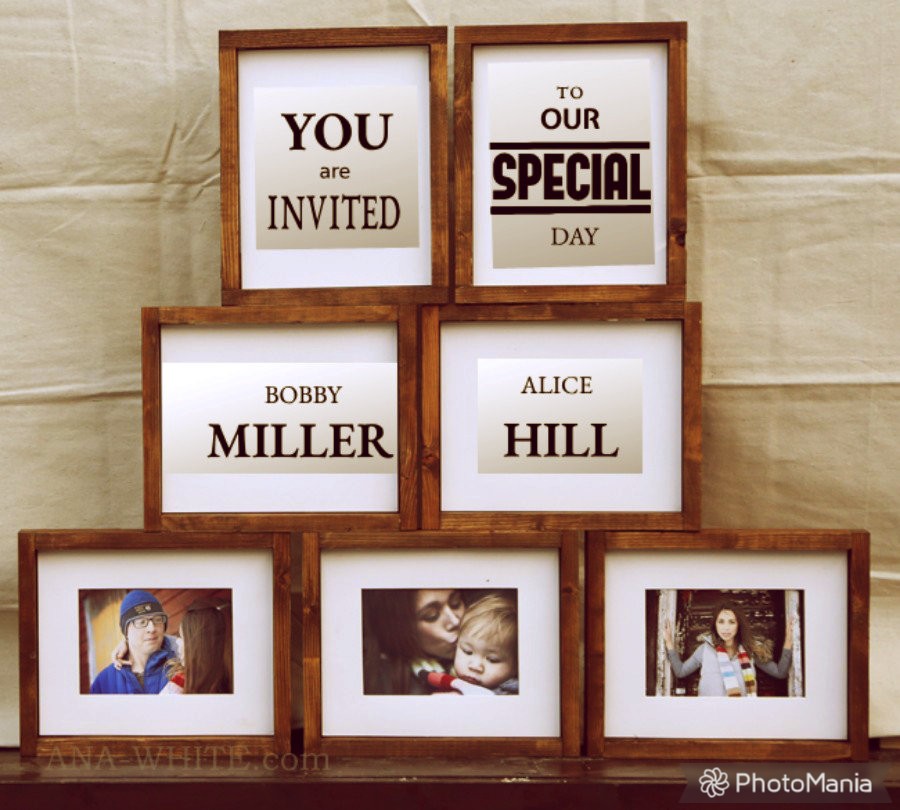 YOU
are
INVITED
TO
OUR
SPECIAL
DAY
BOBBY
MILLER
ALICE
HILL
ANA-WHITE.com
PhotoMania